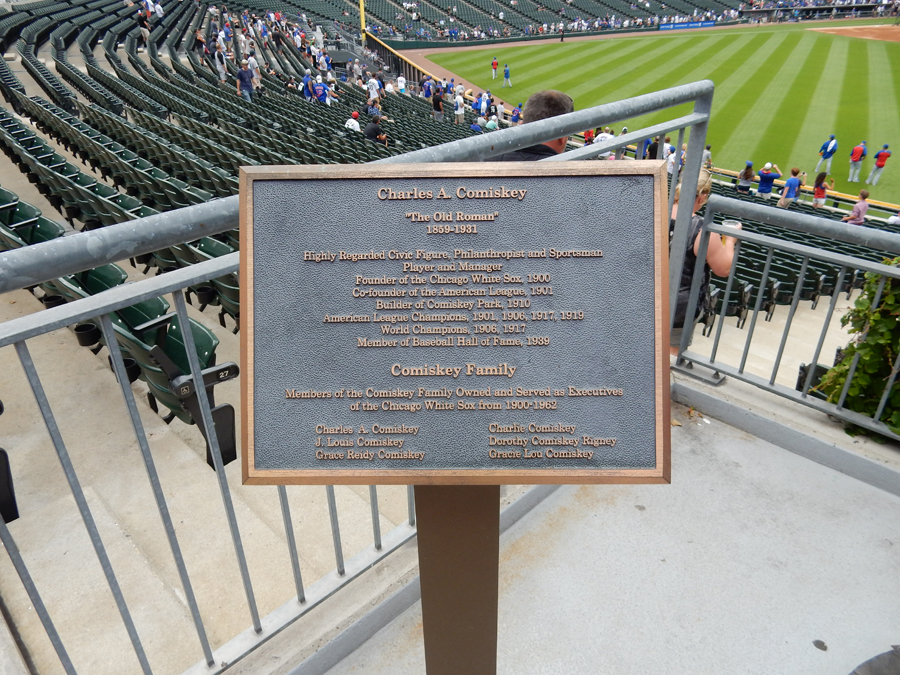 Charles A. Comiskey
"The Old Roman"
1859-1931
Highly Regarded Civic Figure, Philanthropist and Sportsman
Player and Manager
Founder of the Chicago White Sox, 1900
Co-founder of the American League, 1901
Builder of Comiskey Park, 1910
American League Champions, 1901, 1906, 1917, 1919
World Champions, 1906, 1917
Member of Baseball Hall of Fame, 1939
Comiskey Family
Members of the Comiskey Family Owned and Served as Executives
of the Chicago White Sox from 1900-1962
Charles A. Comiskey
J. Louis Comiskey
Grace Reidy Comiskey
Charlie Comiskey
Dorothy Comiskey Rigney
Gracie Lou Comiskey
27